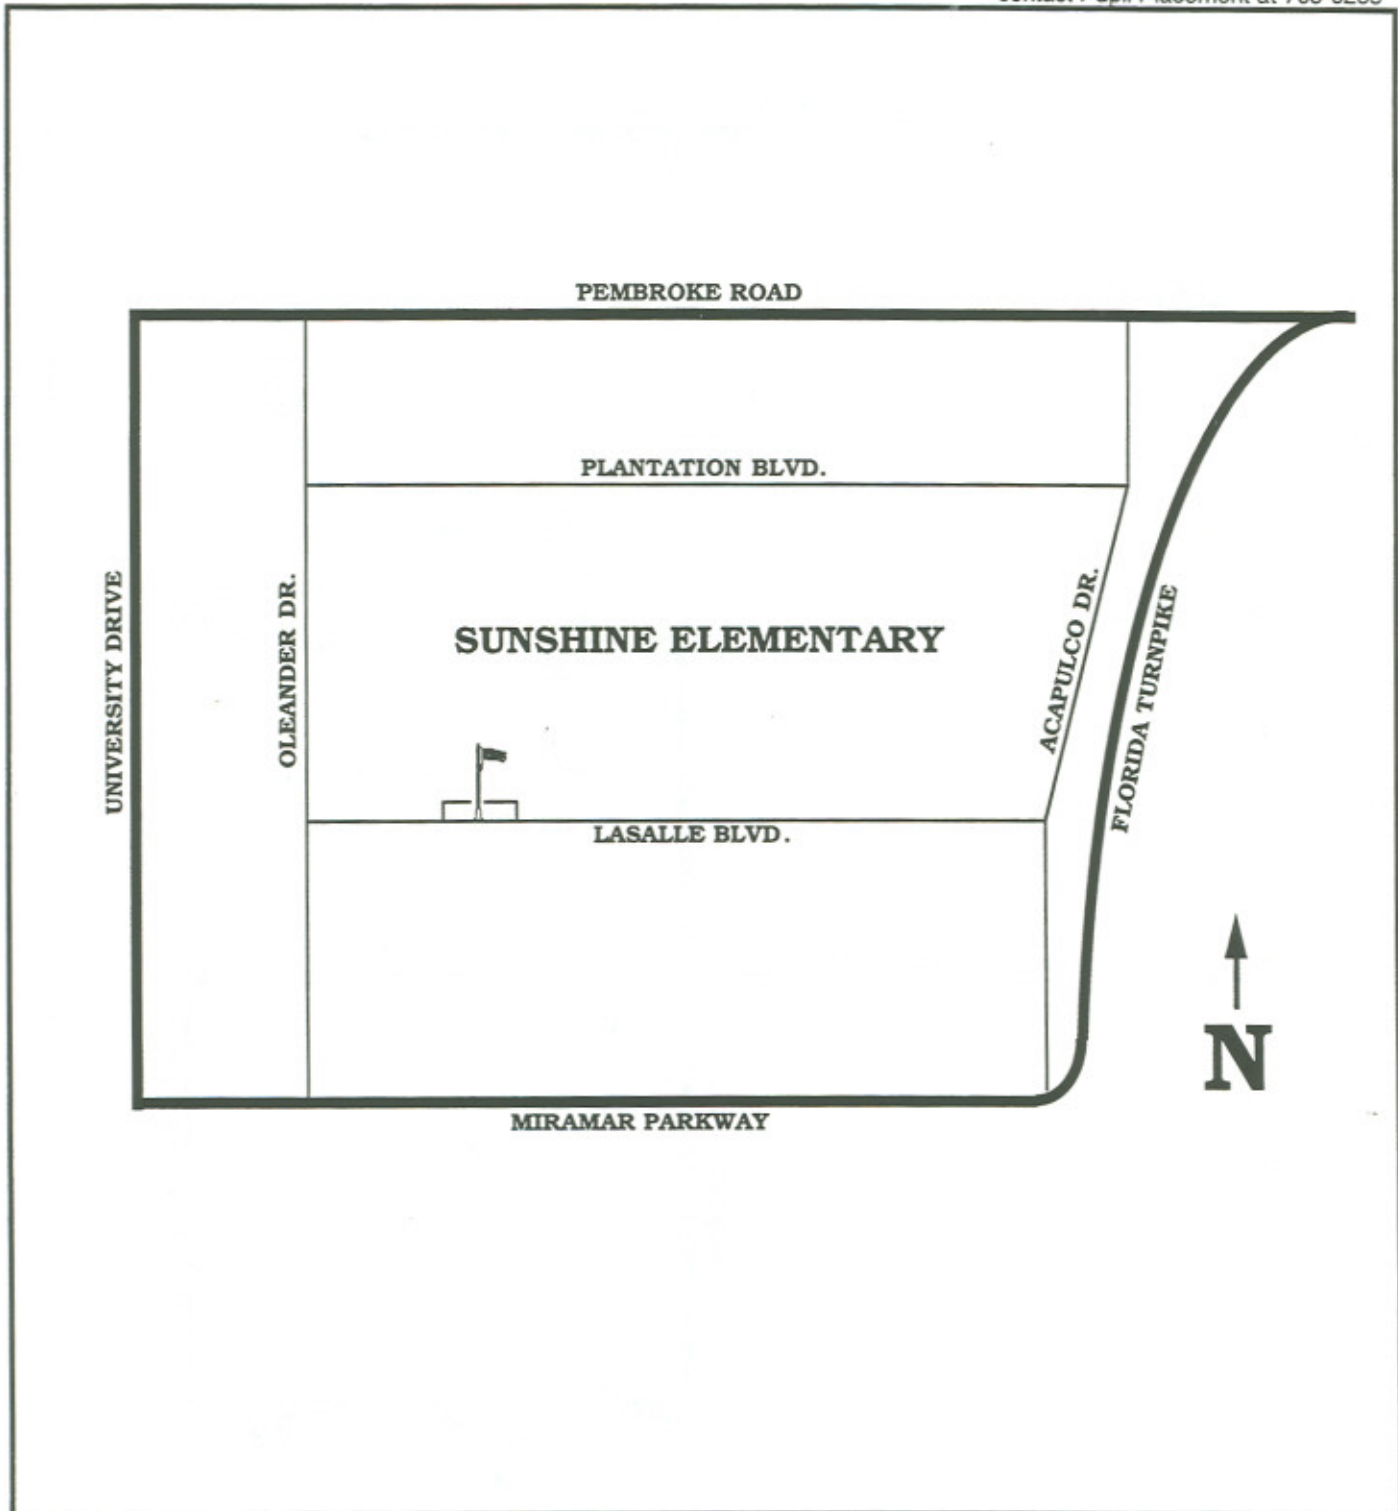 PEMBROKE ROAD
PLANTATION BLVD.
UNIVERSITY DRIVE
OLEANDER DR.
SUNSHINE ELEMENTARY
ACAPULCO DR.
FLORIDA TURNPIKE
LASALLE BLVD.
N
MIRAMAR PARKWAY